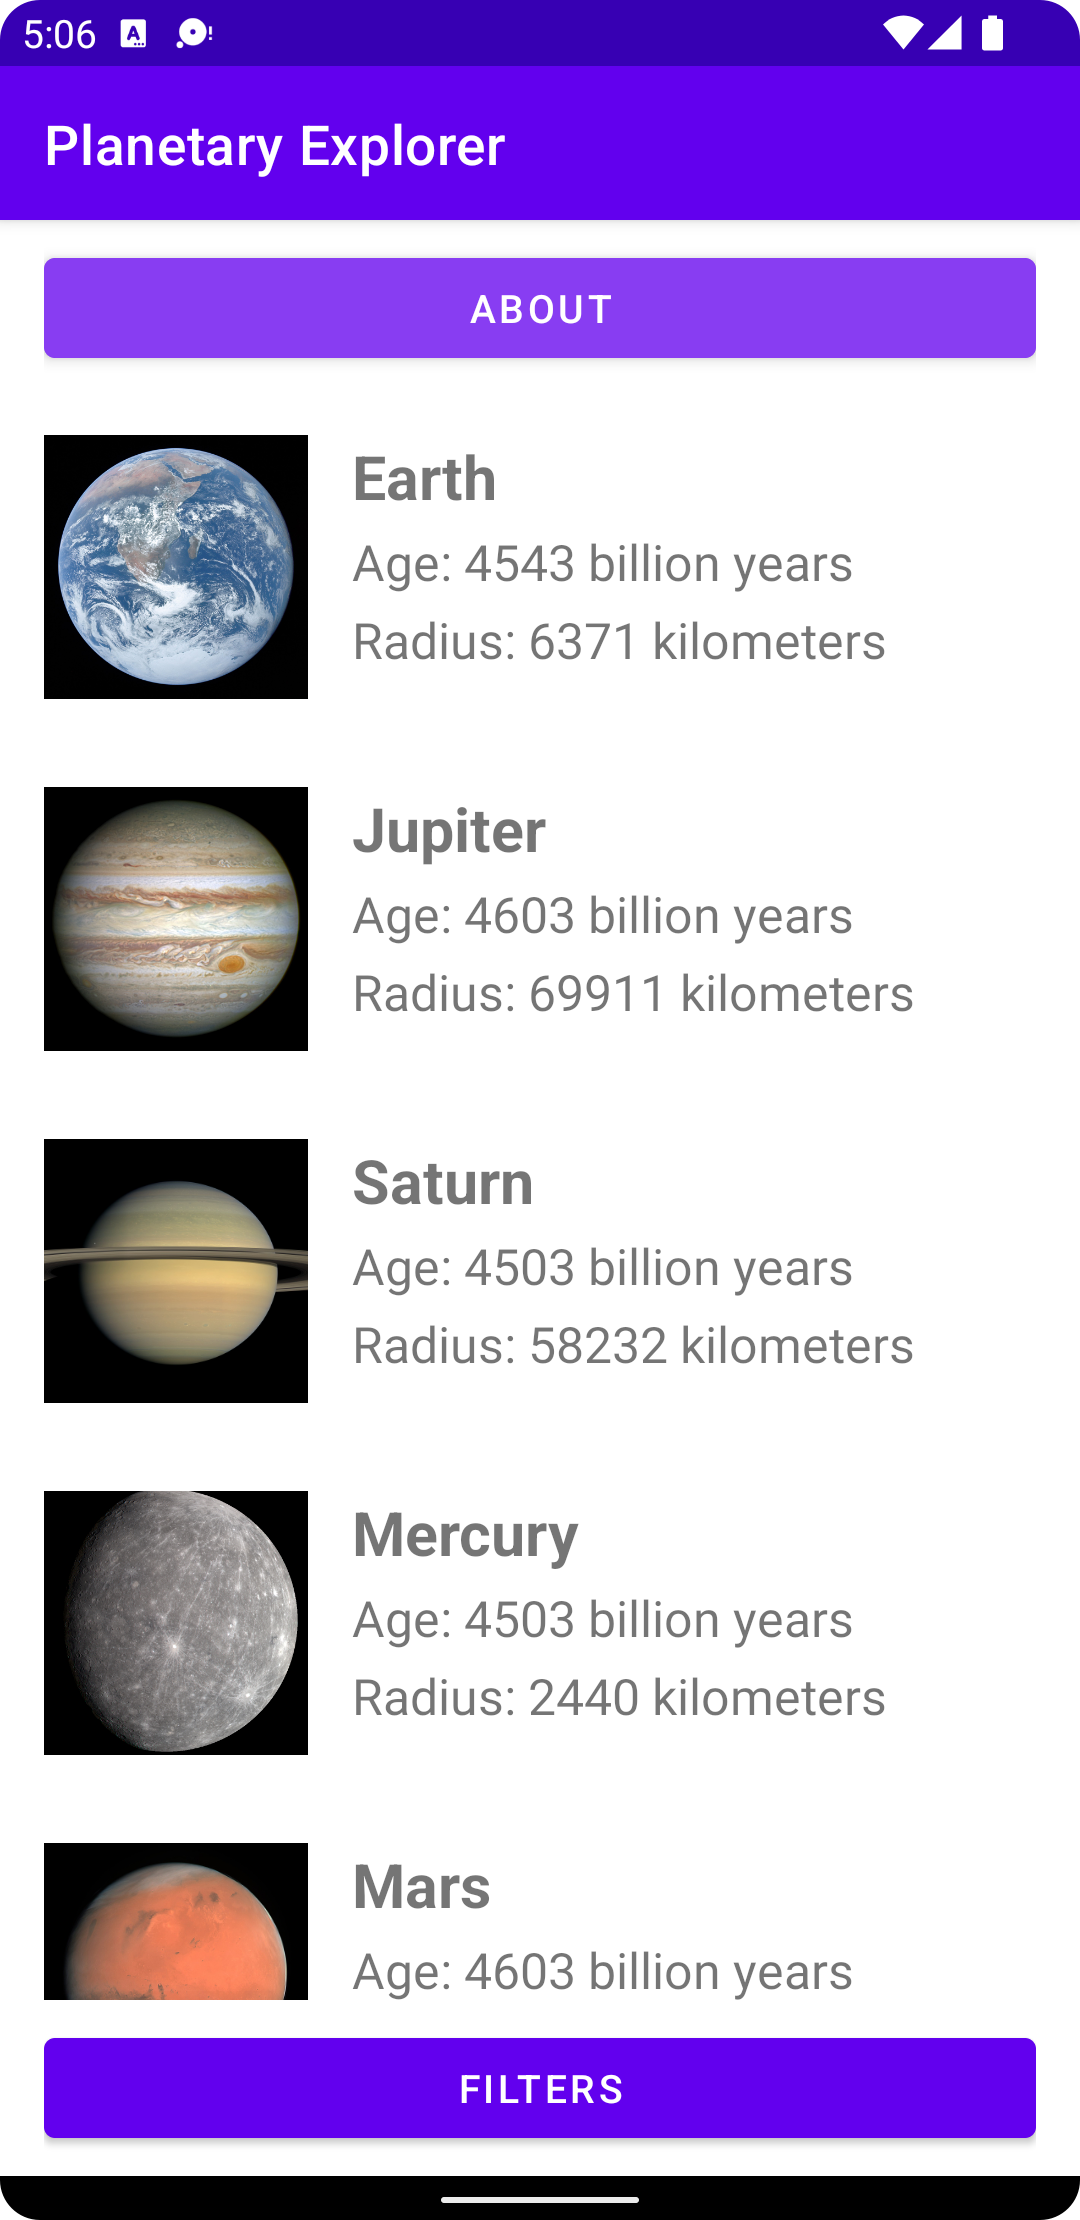 5:06
Planetary Explorer
ABOUT
Earth
Age: 4543 billion years
Radius: 6371 kilometers
Jupiter
Age: 4603 billion years
Radius: 69911 kilometers
Saturn
Age: 4503 billion years
Radius: 58232 kilometers
Mercury
Age: 4503 billion years
Radius: 2440 kilometers
Mars
Age: 4603 billion years
FILTERS